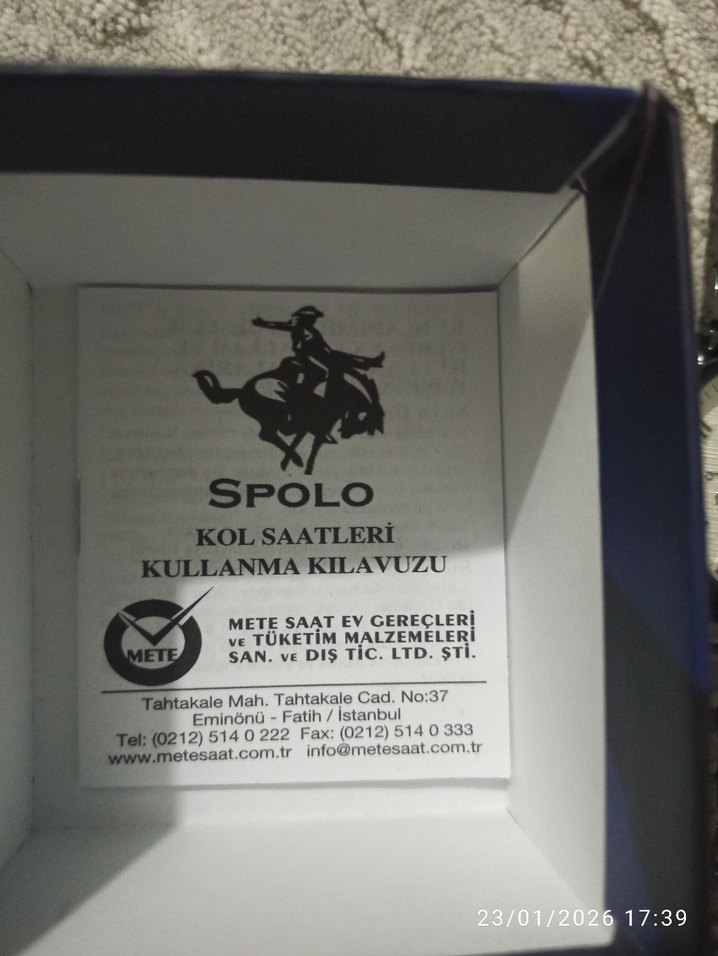 SPOLO
KOL SAATLERİ
KULLANMA KILAVUZU
METE
METE SAAT EV GEREÇLERİ
VE TÜKETİM MALZEMELERİ
SAN. VE DIŞ TİC. LTD. ŞTİ.
Tahtakale Mah. Tahtakale Cad. No:37
Eminönü - Fatih / İstanbul
Tel: (0212) 514 0 222 Fax: (0212) 514 0 333
www.metesaat.com.tr info@metesaat.com.tr
23/01/2026 17:39